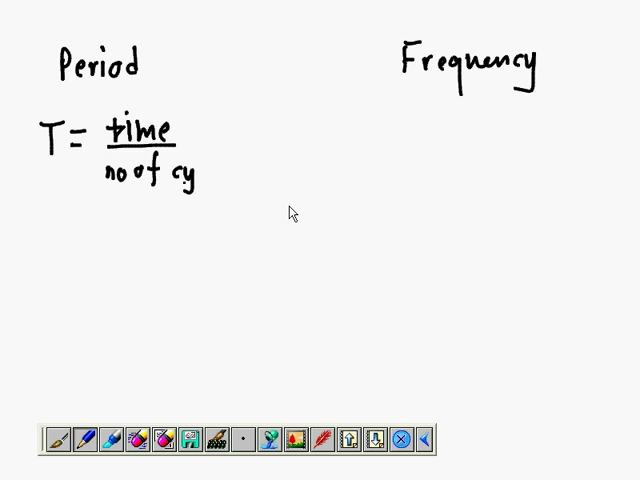 Period
Frequency
T = time
no of cy